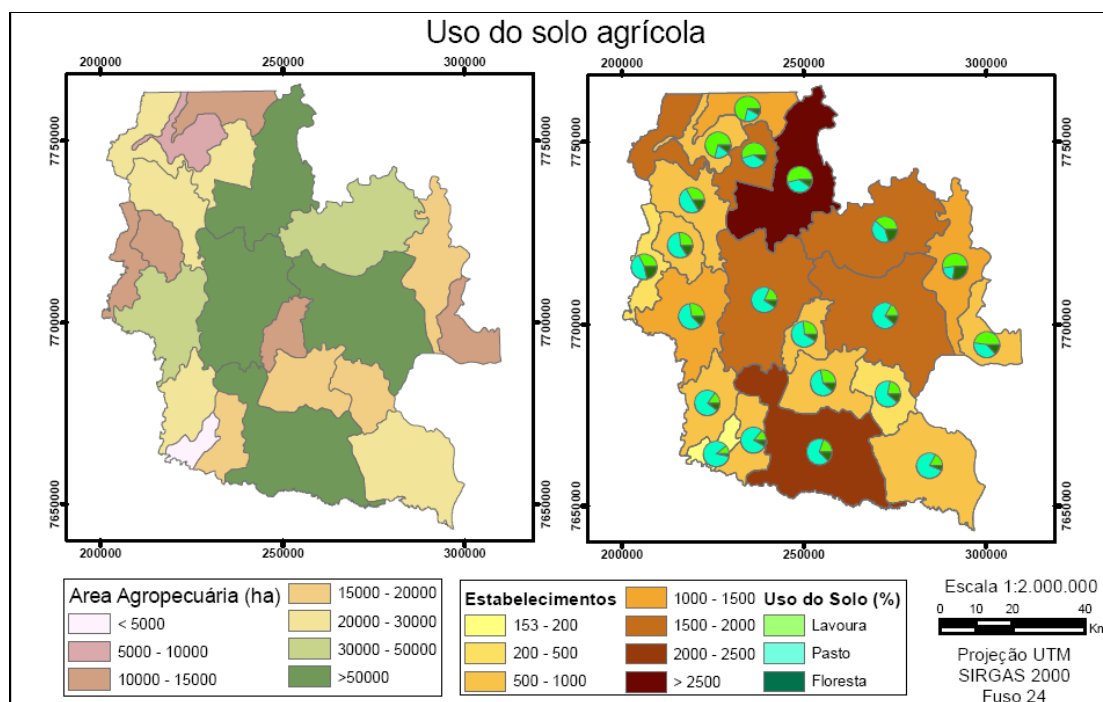 Uso do solo agrícola
200000 250000 300000
200000 250000 300000
7750000 7750000 7750000
7700000 7700000 7700000
7650000 7650000 7650000
200000 250000 300000
200000 250000 300000
Area Agropecuária (ha)
< 5000
5000 - 10000
10000 - 15000
15000 - 20000
20000 - 30000
30000 - 50000
>50000
Estabelecimentos
153 - 200
200 - 500
500 - 1000
1000 - 1500
1500 - 2000
2000 - 2500
> 2500
Uso do Solo (%)
Lavoura
Pasto
Floresta
Escala 1:2.000.000
0 10 20 40
Km
Projeção UTM
SIRGAS 2000
Fuso 24